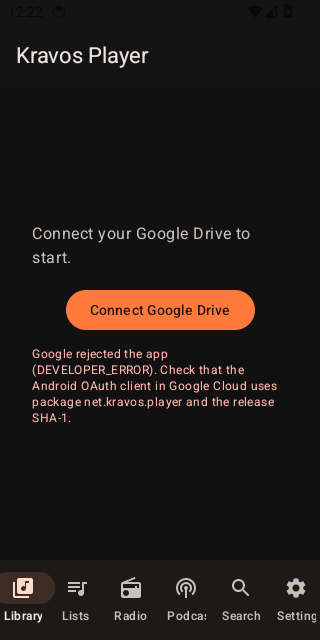 12:22
Kravos Player
Connect your Google Drive to
start.
Connect Google Drive
Google rejected the app
(DEVELOPER_ERROR). Check that the
Android OAuth client in Google Cloud uses
package net.kravos.player and the release
SHA-1.
Library Lists Radio Podcas Search Setting